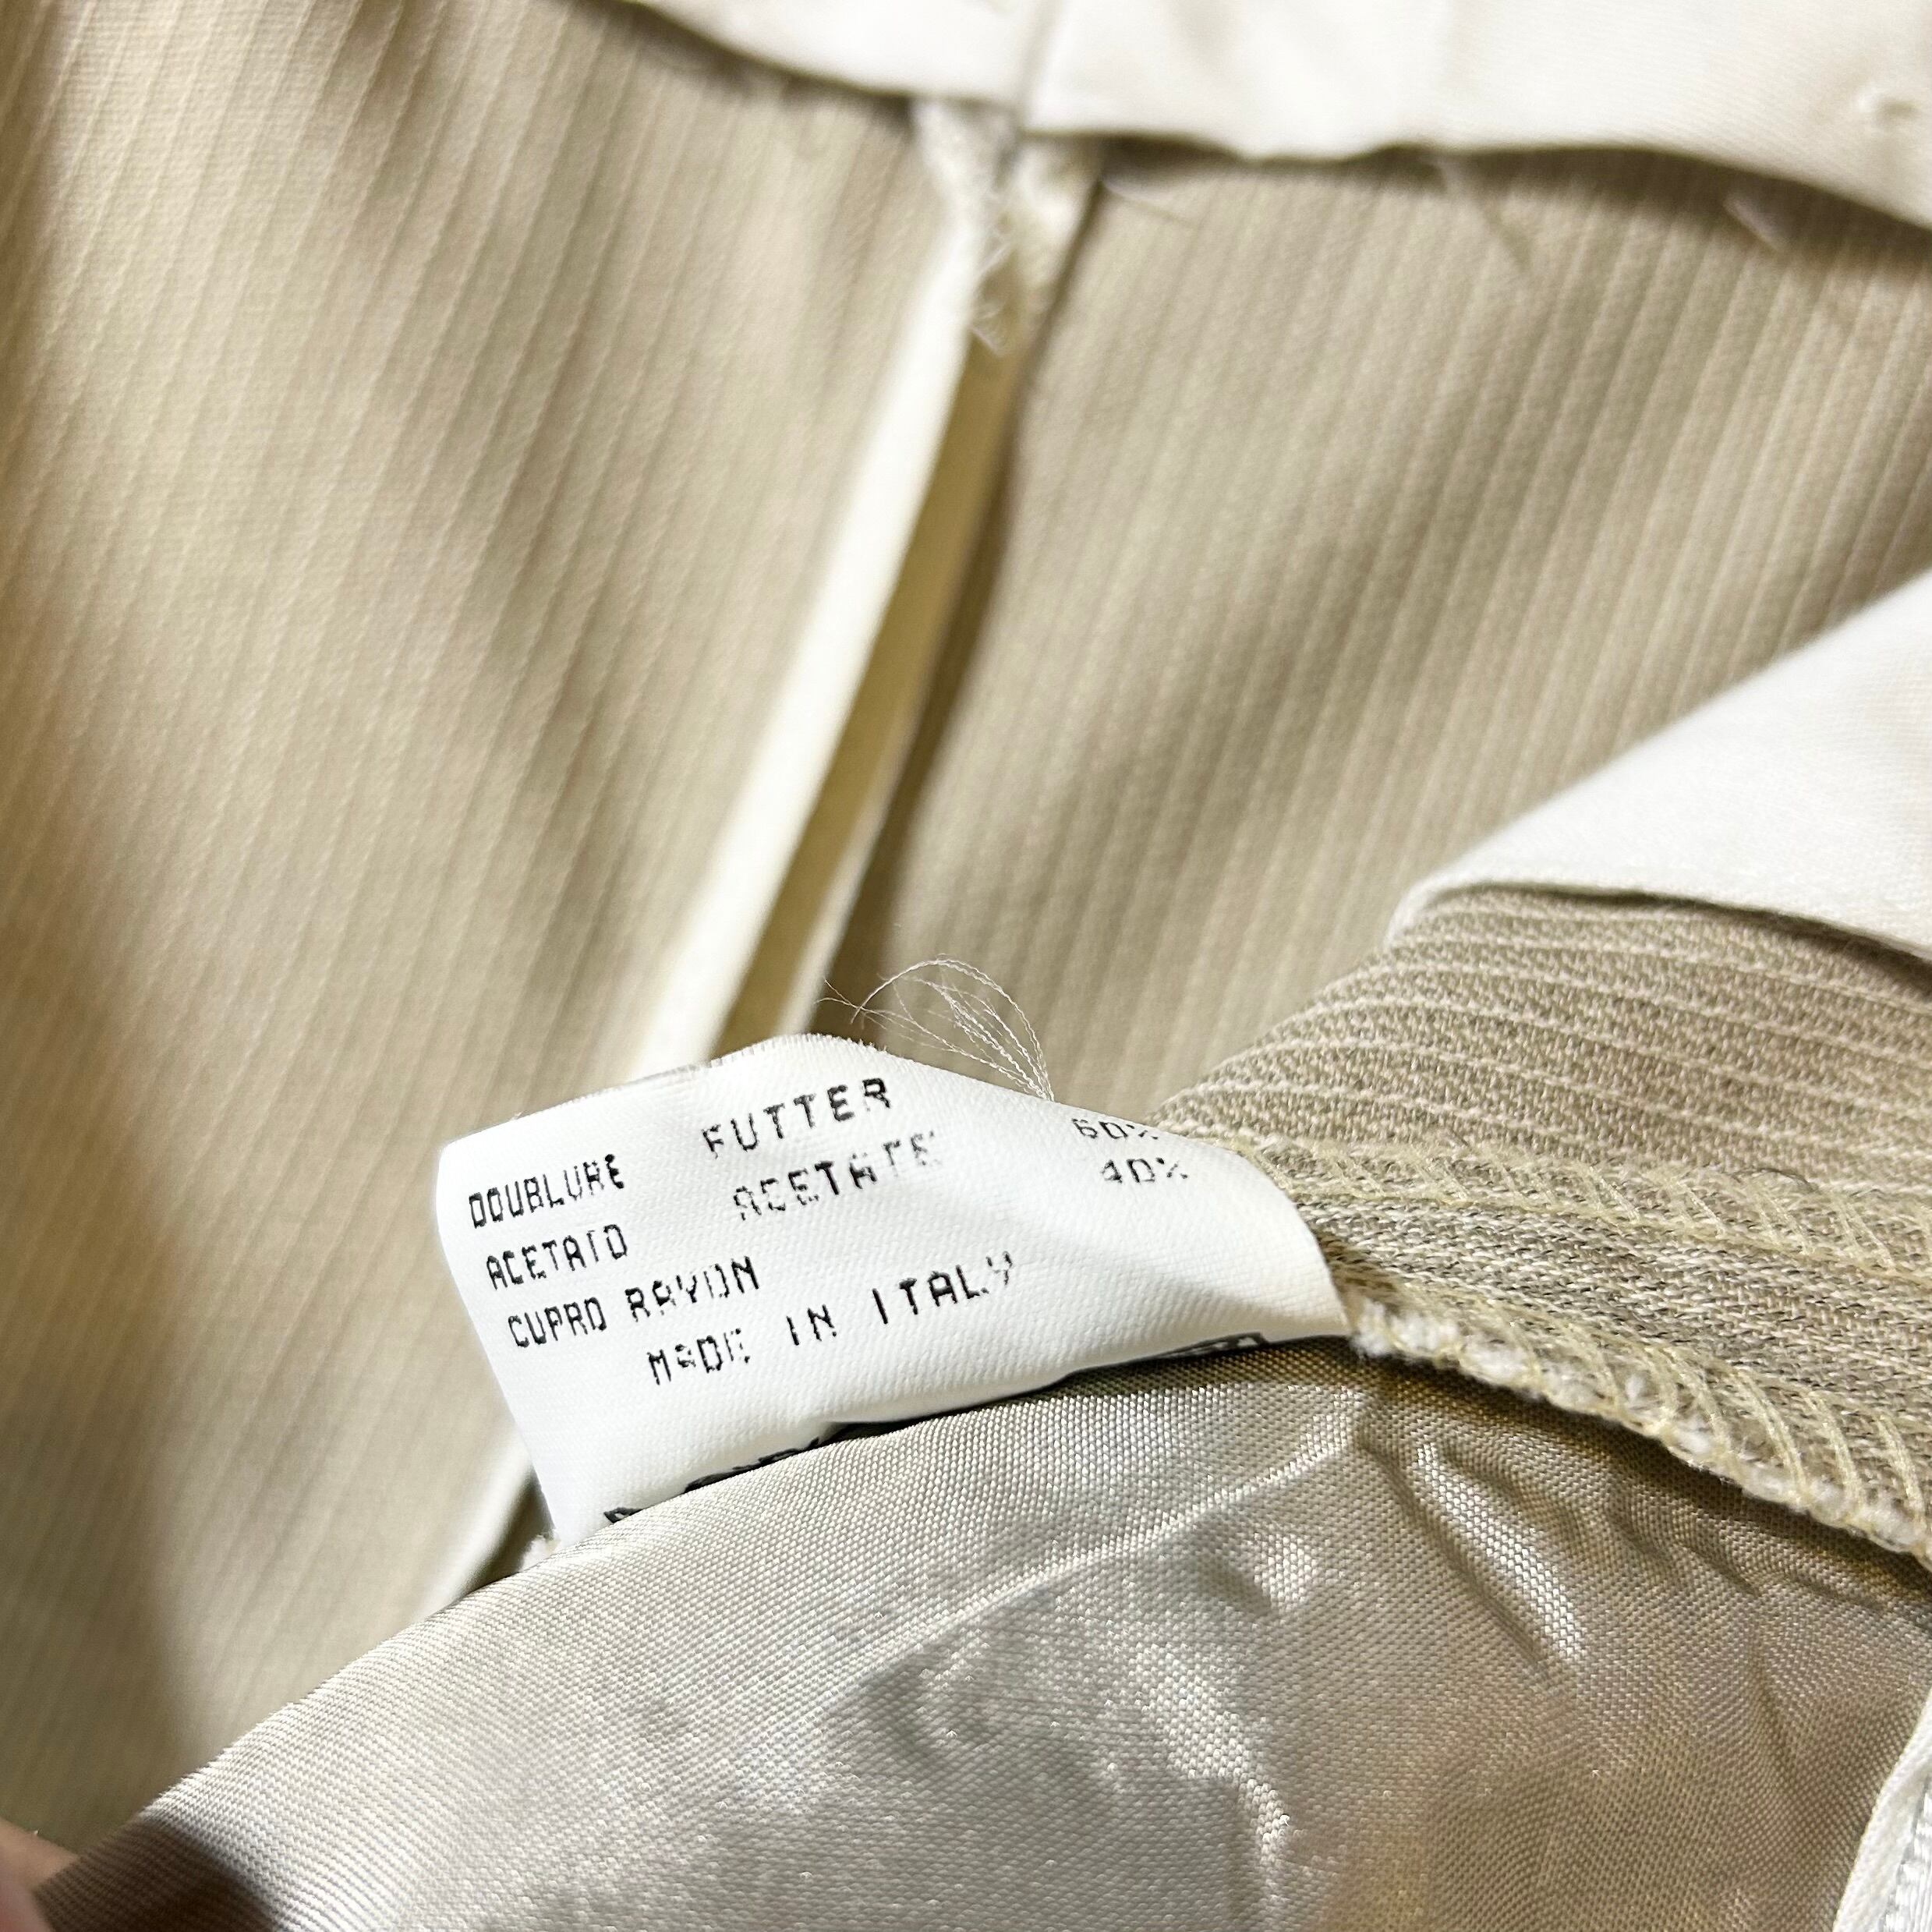 DOUBLURE FUTTER
ACETATO ACETATE 60%
CUPRO RAYON 40%
MADE IN ITALY